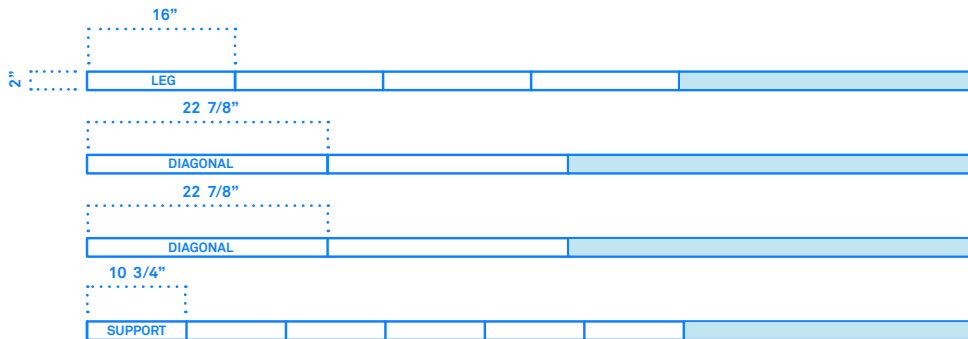 16”
2”
LEG
22 7/8”
DIAGONAL
22 7/8”
DIAGONAL
10 3/4”
SUPPORT